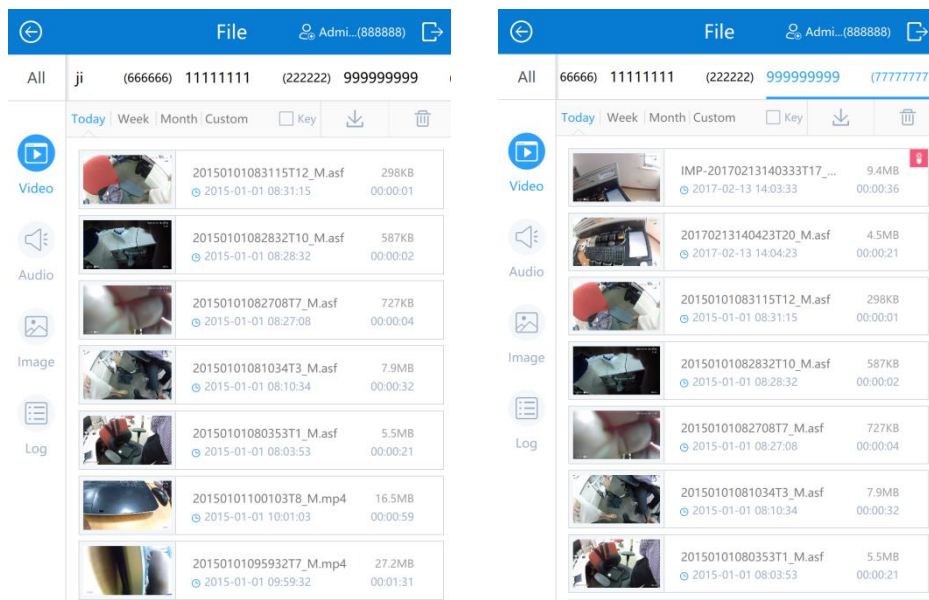 File Admi...(888888)
All ji (666666) 11111111 (222222) 999999999
Today Week Month Custom Key
Video
Audio
Image
Log
20150101083115T12_M.asf 298KB
2015-01-01 08:31:15 00:00:01
20150101082832T10_M.asf 587KB
2015-01-01 08:28:32 00:00:02
20150101082708T7_M.asf 727KB
2015-01-01 08:27:08 00:00:04
20150101081034T3_M.asf 7.9MB
2015-01-01 08:10:34 00:00:32
20150101080353T1_M.asf 5.5MB
2015-01-01 08:03:53 00:00:21
20150101100103T8_M.mp4 16.5MB
2015-01-01 10:01:03 00:00:59
20150101095932T7_M.mp4 27.2MB
2015-01-01 09:59:32 00:01:31
File Admi...(888888)
All 66666) 11111111 (222222) 999999999 (77777777
Today Week Month Custom Key
Video
Audio
Image
Log
IMP-20170213140333T17_... 9.4MB
2017-02-13 14:03:33 00:00:36
20170213140423T20_M.asf 4.5MB
2017-02-13 14:04:23 00:00:21
20150101083115T12_M.asf 298KB
2015-01-01 08:31:15 00:00:01
20150101082832T10_M.asf 587KB
2015-01-01 08:28:32 00:00:02
20150101082708T7_M.asf 727KB
2015-01-01 08:27:08 00:00:04
20150101081034T3_M.asf 7.9MB
2015-01-01 08:10:34 00:00:32
20150101080353T1_M.asf 5.5MB
2015-01-01 08:03:53 00:00:21